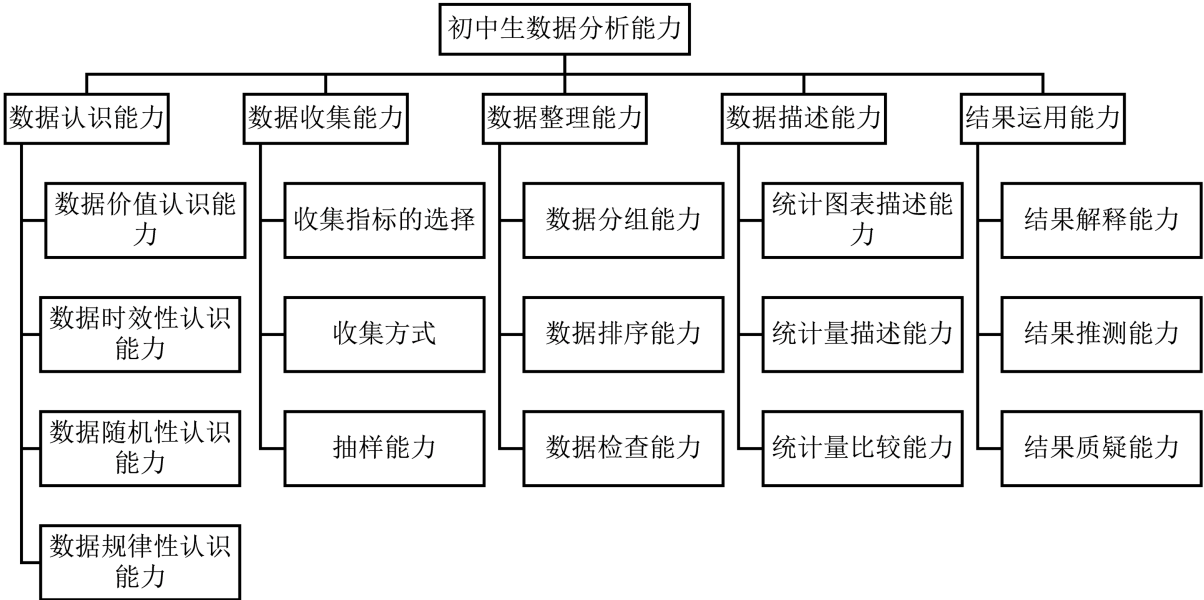 初中生数据分析能力
数据认识能力
数据收集能力
数据整理能力
数据描述能力
结果运用能力
数据价值认识能
力
收集指标的选择
数据分组能力
统计图表描述能
力
结果解释能力
数据时效性认识
能力
收集方式
数据排序能力
统计量描述能力
结果推测能力
数据随机性认识
能力
抽样能力
数据检查能力
统计量比较能力
结果质疑能力
数据规律性认识
能力